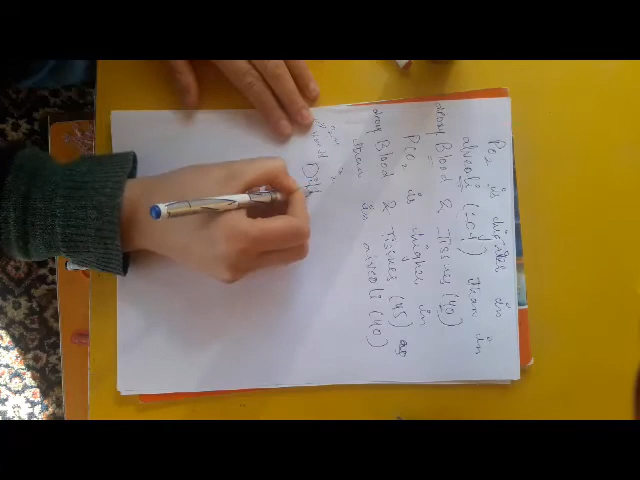 PO2 is higher in
alveoli (104) than in
deoxy Blood & Tissues (40)
PCO2 is higher in
deoxy Blood & Tissues (45) as
than in alveoli (40)
Diff